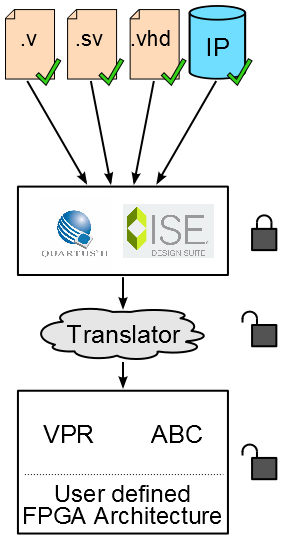 .v
.sv
.vhd
IP
QUARTUS II
ISE
DESIGN SUITE
Translator
VPR ABC
User defined
FPGA Architecture